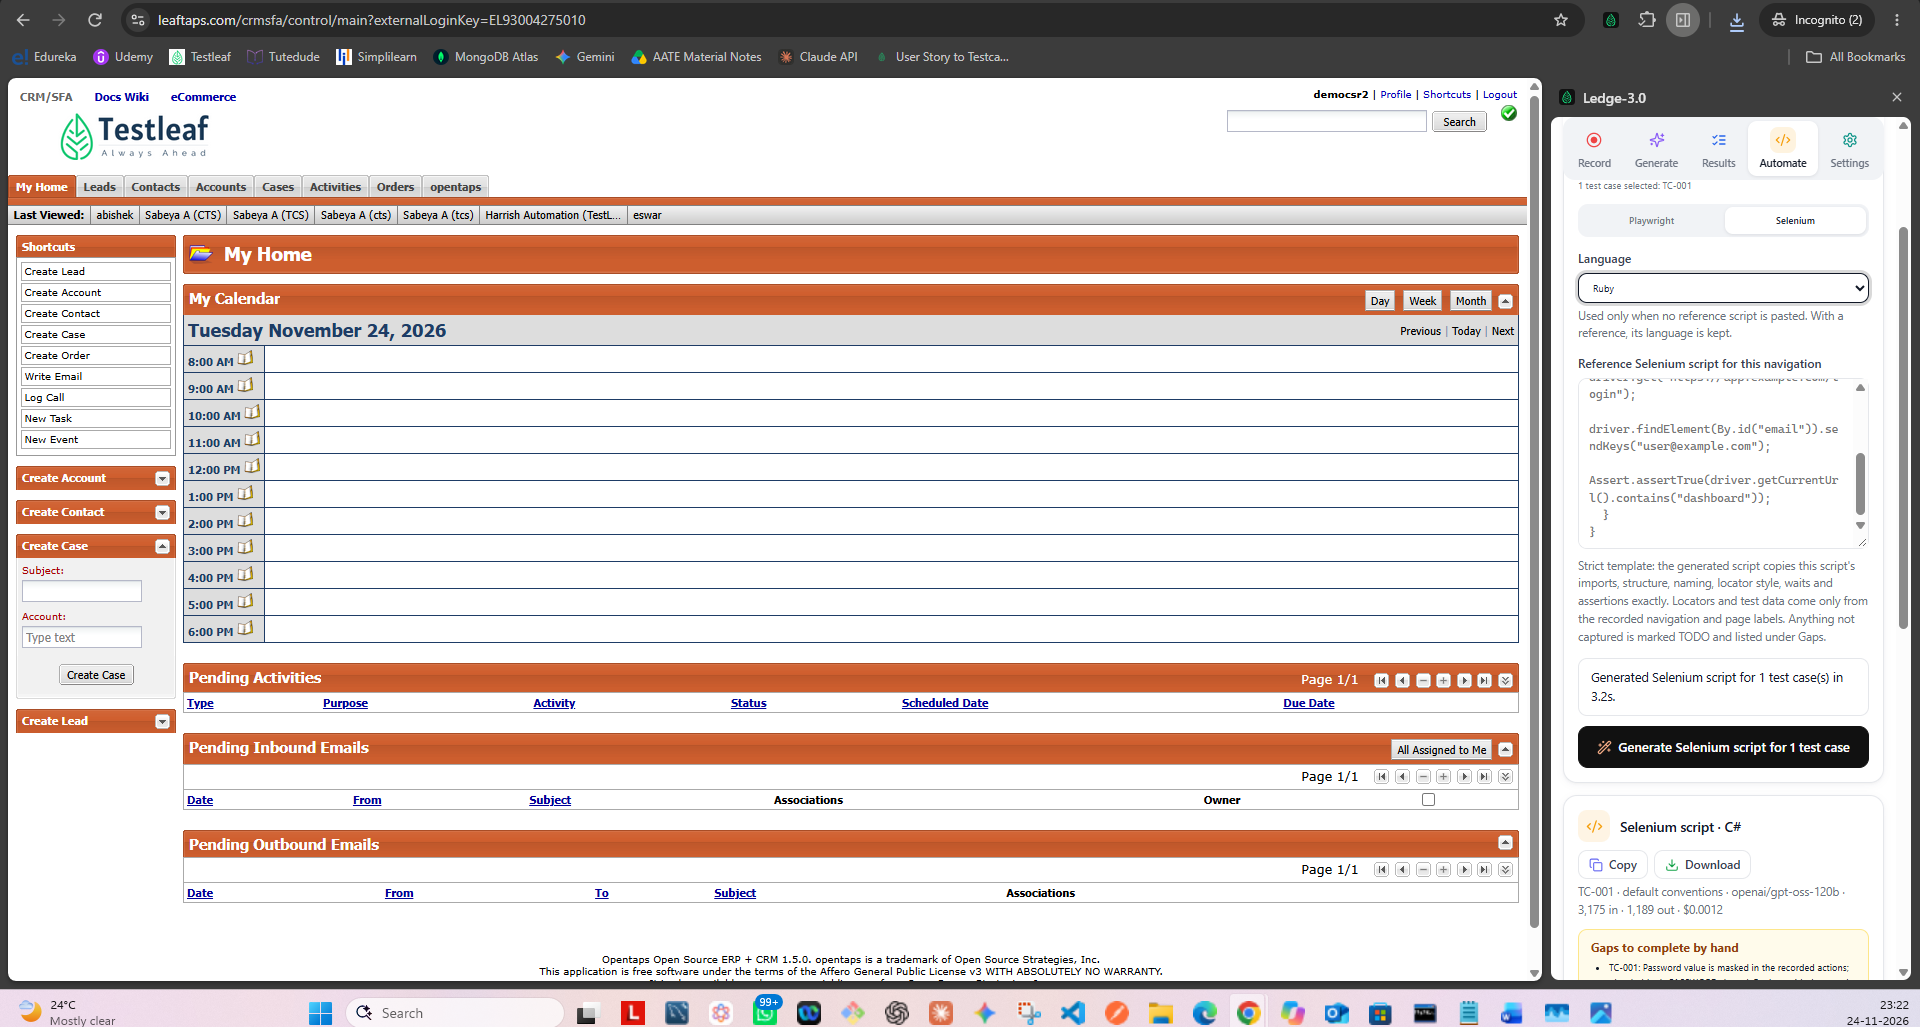 leaftaps.com/crmsfa/control/main?externalLoginKey=EL93004275010
Incognito (2)
Edureka
Udemy
Testleaf
Tutedude
Simplilearn
MongoDB Atlas
Gemini
AATE Material Notes
Claude API
User Story to Testca...
All Bookmarks
CRM/SFA Docs Wiki eCommerce
democsr2 | Profile | Shortcuts | Logout
Testleaf
Always Ahead
Search
My Home Leads Contacts Accounts Cases Activities Orders opentaps
Last Viewed: abishek Sabeya A (CTS) Sabeya A (TCS) Sabeya A (cts) Sabeya A (tcs) Harrish Automation (TestL... eswar
Shortcuts
Create Lead
Create Account
Create Contact
Create Case
Create Order
Write Email
Log Call
New Task
New Event
Create Account
Create Contact
Create Case
Subject:
Account:
Type text
Create Case
Create Lead
My Home
My Calendar
Day Week Month
Tuesday November 24, 2026
Previous | Today | Next
8:00 AM
9:00 AM
10:00 AM
11:00 AM
12:00 PM
1:00 PM
2:00 PM
3:00 PM
4:00 PM
5:00 PM
6:00 PM
Pending Activities
Page 1/1
Type Purpose Activity Status Scheduled Date Due Date
Pending Inbound Emails
All Assigned to Me
Page 1/1
Date From Subject Associations Owner
Pending Outbound Emails
Page 1/1
Date From To Subject Associations
Opentaps Open Source ERP + CRM 1.5.0. opentaps is a trademark of Open Source Strategies, Inc.
This application is free software under the terms of the Affero General Public License v3 WITH ABSOLUTELY NO WARRANTY.
Ledge-3.0
Record Generate Results Automate Settings
1 test case selected: TC-001
Playwright Selenium
Language
Ruby
Used only when no reference script is pasted. With a
reference, its language is kept.
Reference Selenium script for this navigation
driver.get("https://app.example.com/l
ogin");
driver.findElement(By.id("email")).se
ndKeys("user@example.com");
Assert.assertTrue(driver.getCurrentUr
l().contains("dashboard"));
}
}
Strict template: the generated script copies this script's
imports, structure, naming, locator style, waits and
assertions exactly. Locators and test data come only from
the recorded navigation and page labels. Anything not
captured is marked TODO and listed under Gaps.
Generated Selenium script for 1 test case(s) in
3.2s.
Generate Selenium script for 1 test case
Selenium script · C#
Copy Download
TC-001 · default conventions · openai/gpt-oss-120b ·
3,175 in · 1,189 out · $0.0012
Gaps to complete by hand
• TC-001: Password value is masked in the recorded actions;
24°C
Mostly clear
Search
99+
23:22
24-11-2026